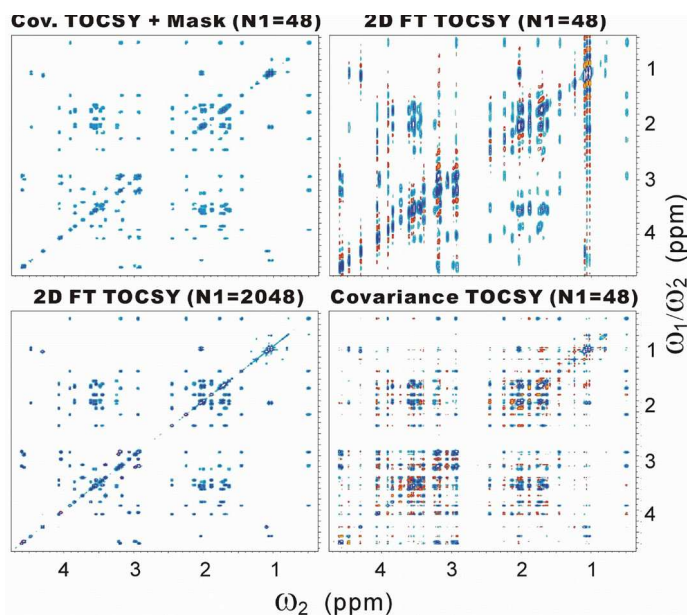 Cov. TOCSY + Mask (N1=48)
2D FT TOCSY (N1=48)
1
2
3
4
2D FT TOCSY (N1=2048)
Covariance TOCSY (N1=48)
ω1/ω2′ (ppm)
1
2
3
4
4 3 2 1
4 3 2 1
ω2 (ppm)